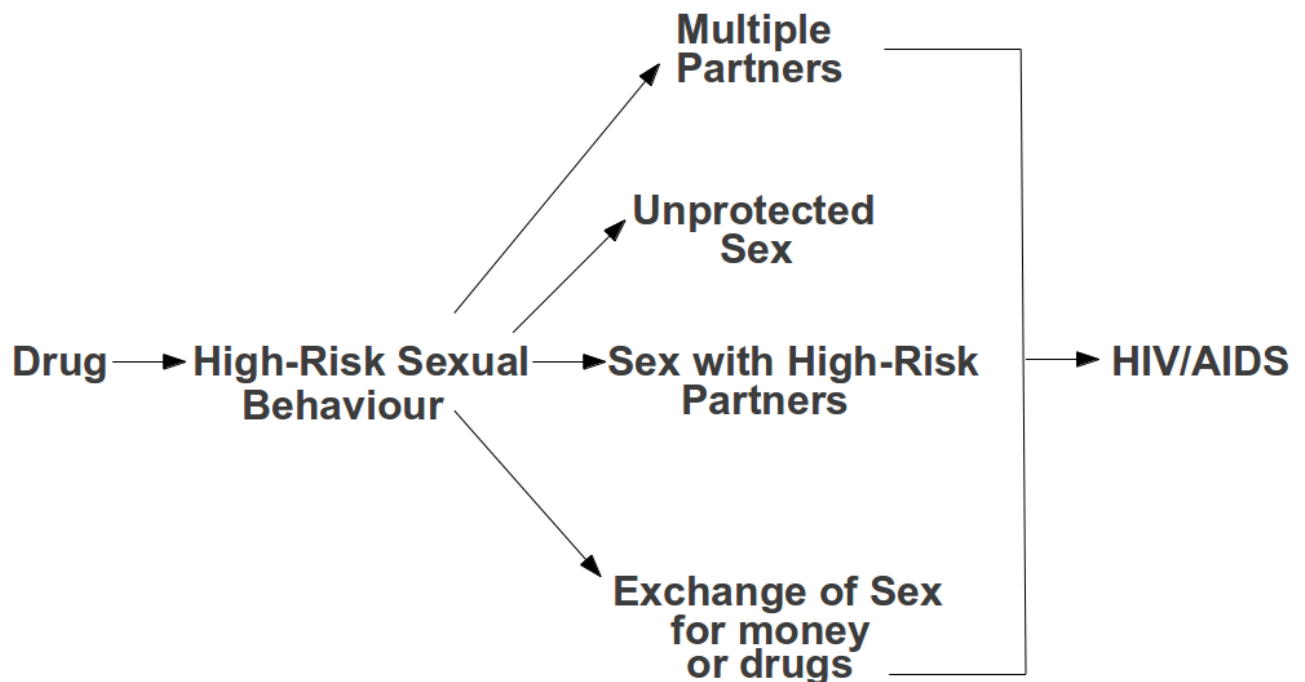 Multiple
Partners
Unprotected
Sex
Drug
High-Risk Sexual
Behaviour
Sex with High-Risk
Partners
HIV/AIDS
Exchange of Sex
for money
or drugs